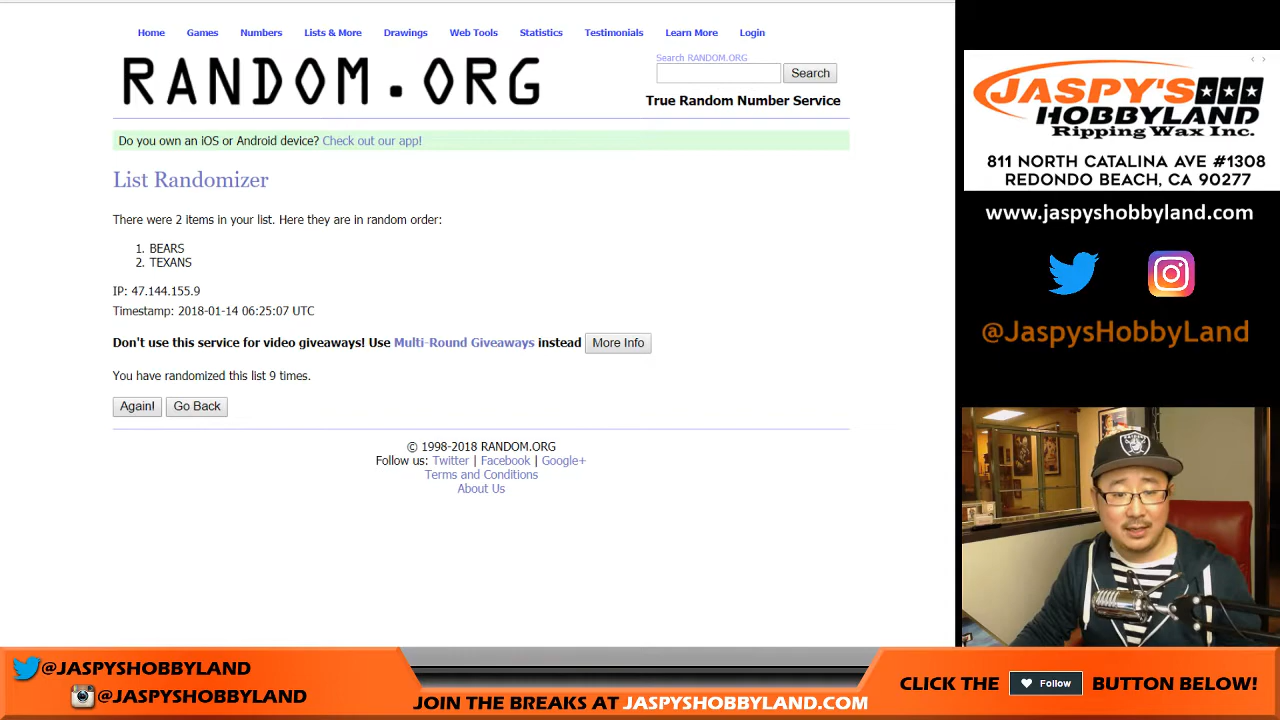 Home Games Numbers Lists & More Drawings Web Tools Statistics Testimonials Learn More Login
RANDOM.ORG
Search RANDOM.ORG
Search
True Random Number Service
Do you own an iOS or Android device? Check out our app!
List Randomizer
There were 2 items in your list. Here they are in random order:
1. BEARS
2. TEXANS
IP: 47.144.155.9
Timestamp: 2018-01-14 06:25:07 UTC
Don't use this service for video giveaways! Use Multi-Round Giveaways instead More Info
You have randomized this list 9 times.
Again! Go Back
© 1998-2018 RANDOM.ORG
Follow us: Twitter | Facebook | Google+
Terms and Conditions
About Us
JASPY'S
HOBBYLAND
Ripping Wax Inc.
811 NORTH CATALINA AVE #1308
REDONDO BEACH, CA 90277
www.jaspyshobbyland.com
@JaspysHobbyLand
@JASPYSHOBBYLAND
@JASPYSHOBBYLAND
JOIN THE BREAKS AT JASPYSHOBBYLAND.COM
CLICK THE Follow BUTTON BELOW!